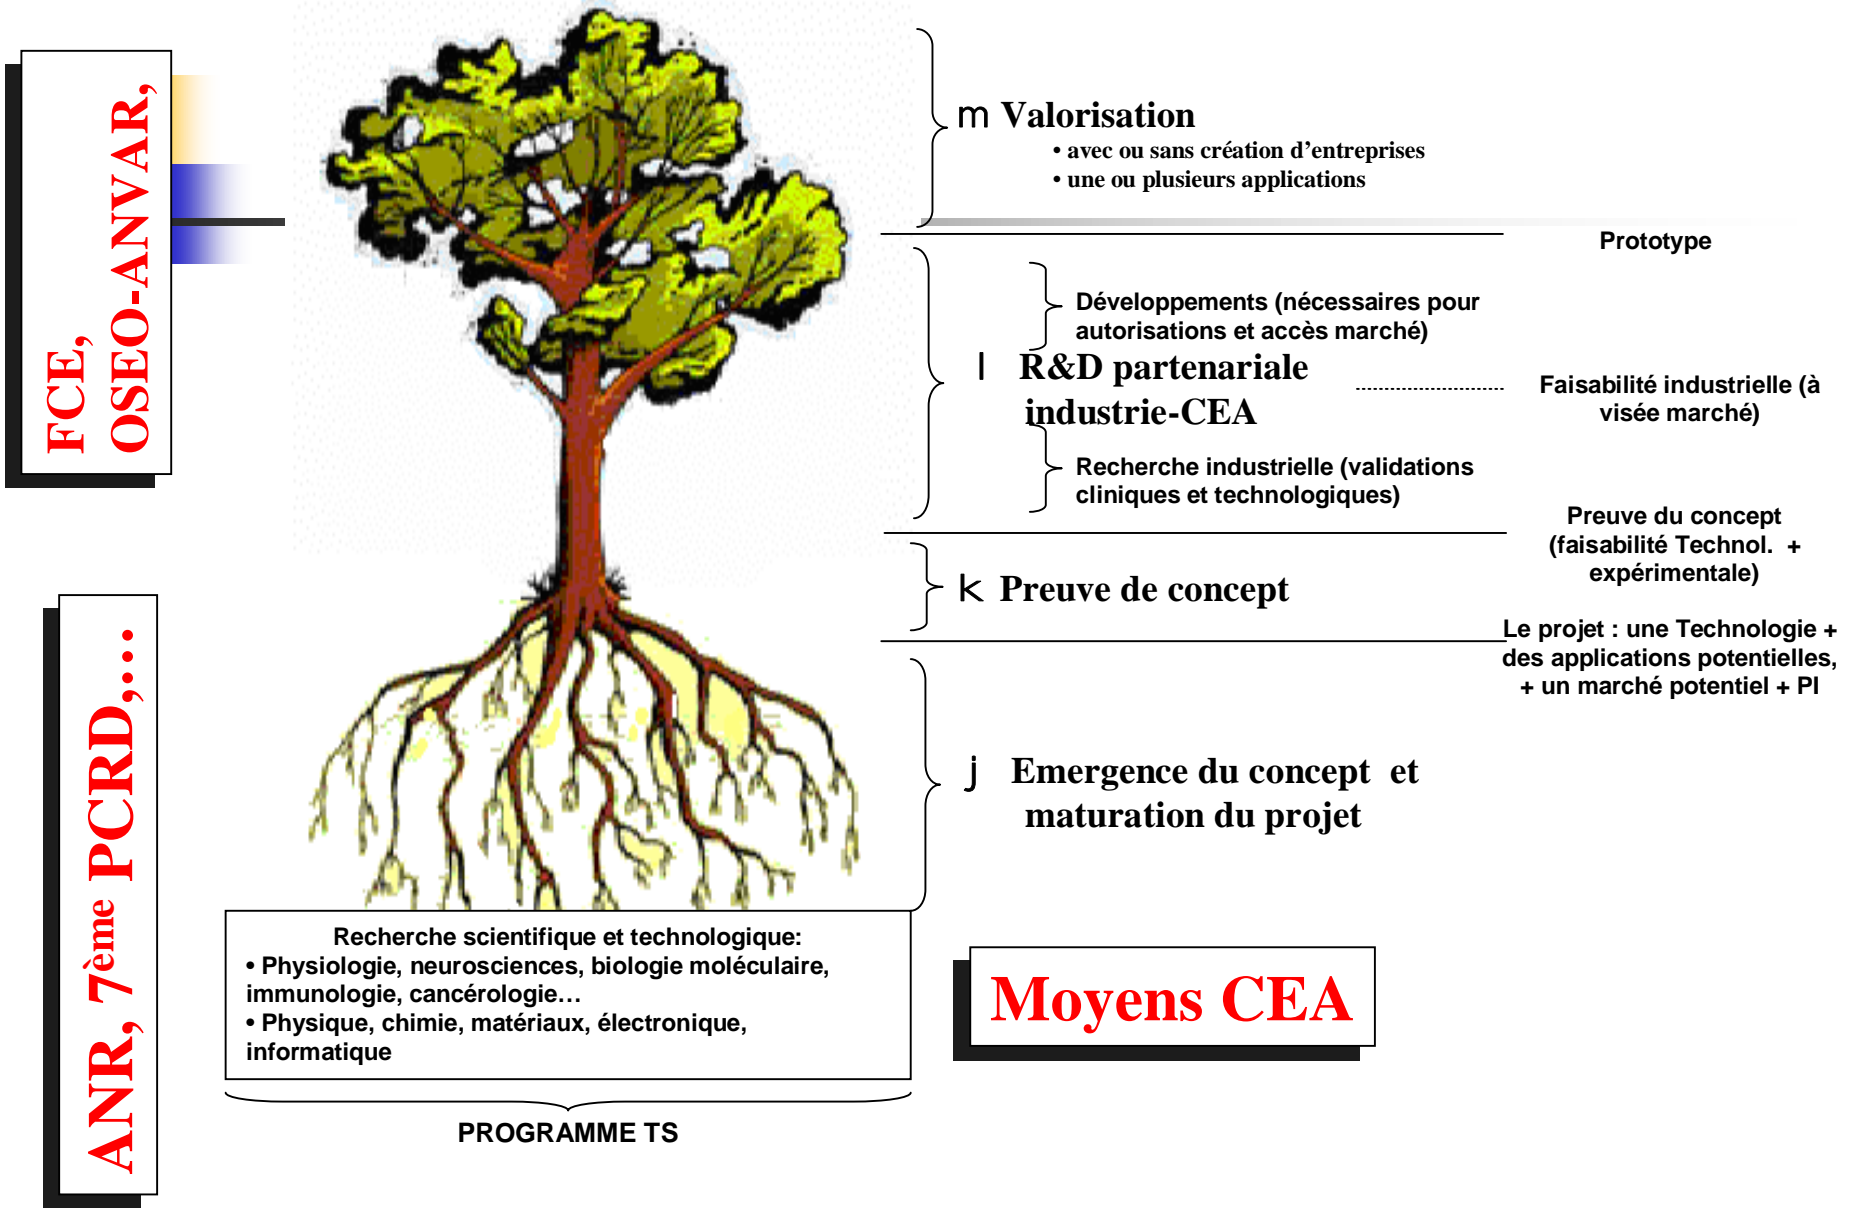 FCE,
OSEO-ANVAR,
ANR, 7ème PCRD,...
m Valorisation
• avec ou sans création d’entreprises
• une ou plusieurs applications
Prototype
Développements (nécessaires pour
autorisations et accès marché)
l R&D partenariale
industrie-CEA
Faisabilité industrielle (à
visée marché)
Recherche industrielle (validations
cliniques et technologiques)
Preuve du concept
(faisabilité Technol. +
expérimentale)
k Preuve de concept
Le projet : une Technologie +
des applications potentielles,
+ un marché potentiel + PI
j Emergence du concept et
maturation du projet
Recherche scientifique et technologique:
• Physiologie, neurosciences, biologie moléculaire,
immunologie, cancérologie…
• Physique, chimie, matériaux, électronique,
informatique
Moyens CEA
PROGRAMME TS